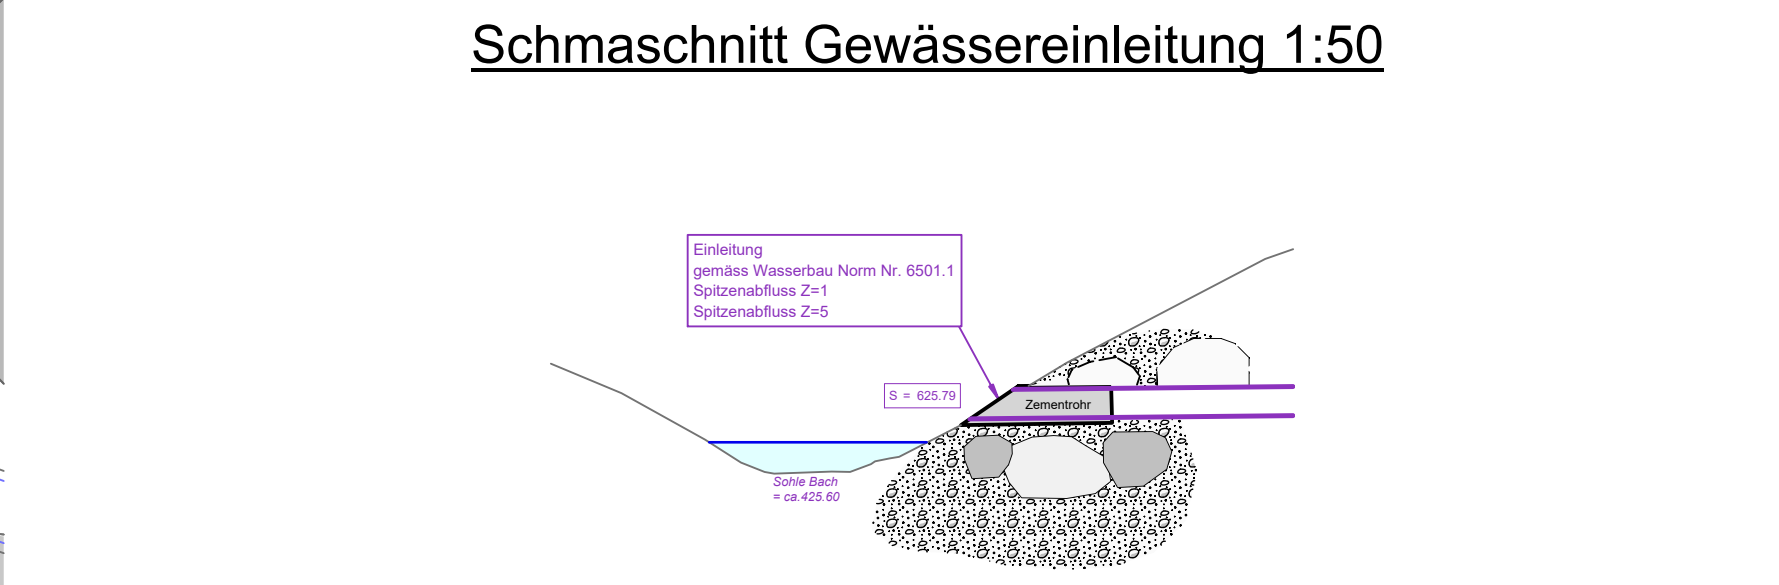 Schmaschnitt Gewässereinleitung 1:50
Einleitung
gemäss Wasserbau Norm Nr. 6501.1
Spitzenabfluss Z=1
Spitzenabfluss Z=5
S = 625.79
Zementrohr
Sohle Bach
= ca.425.60